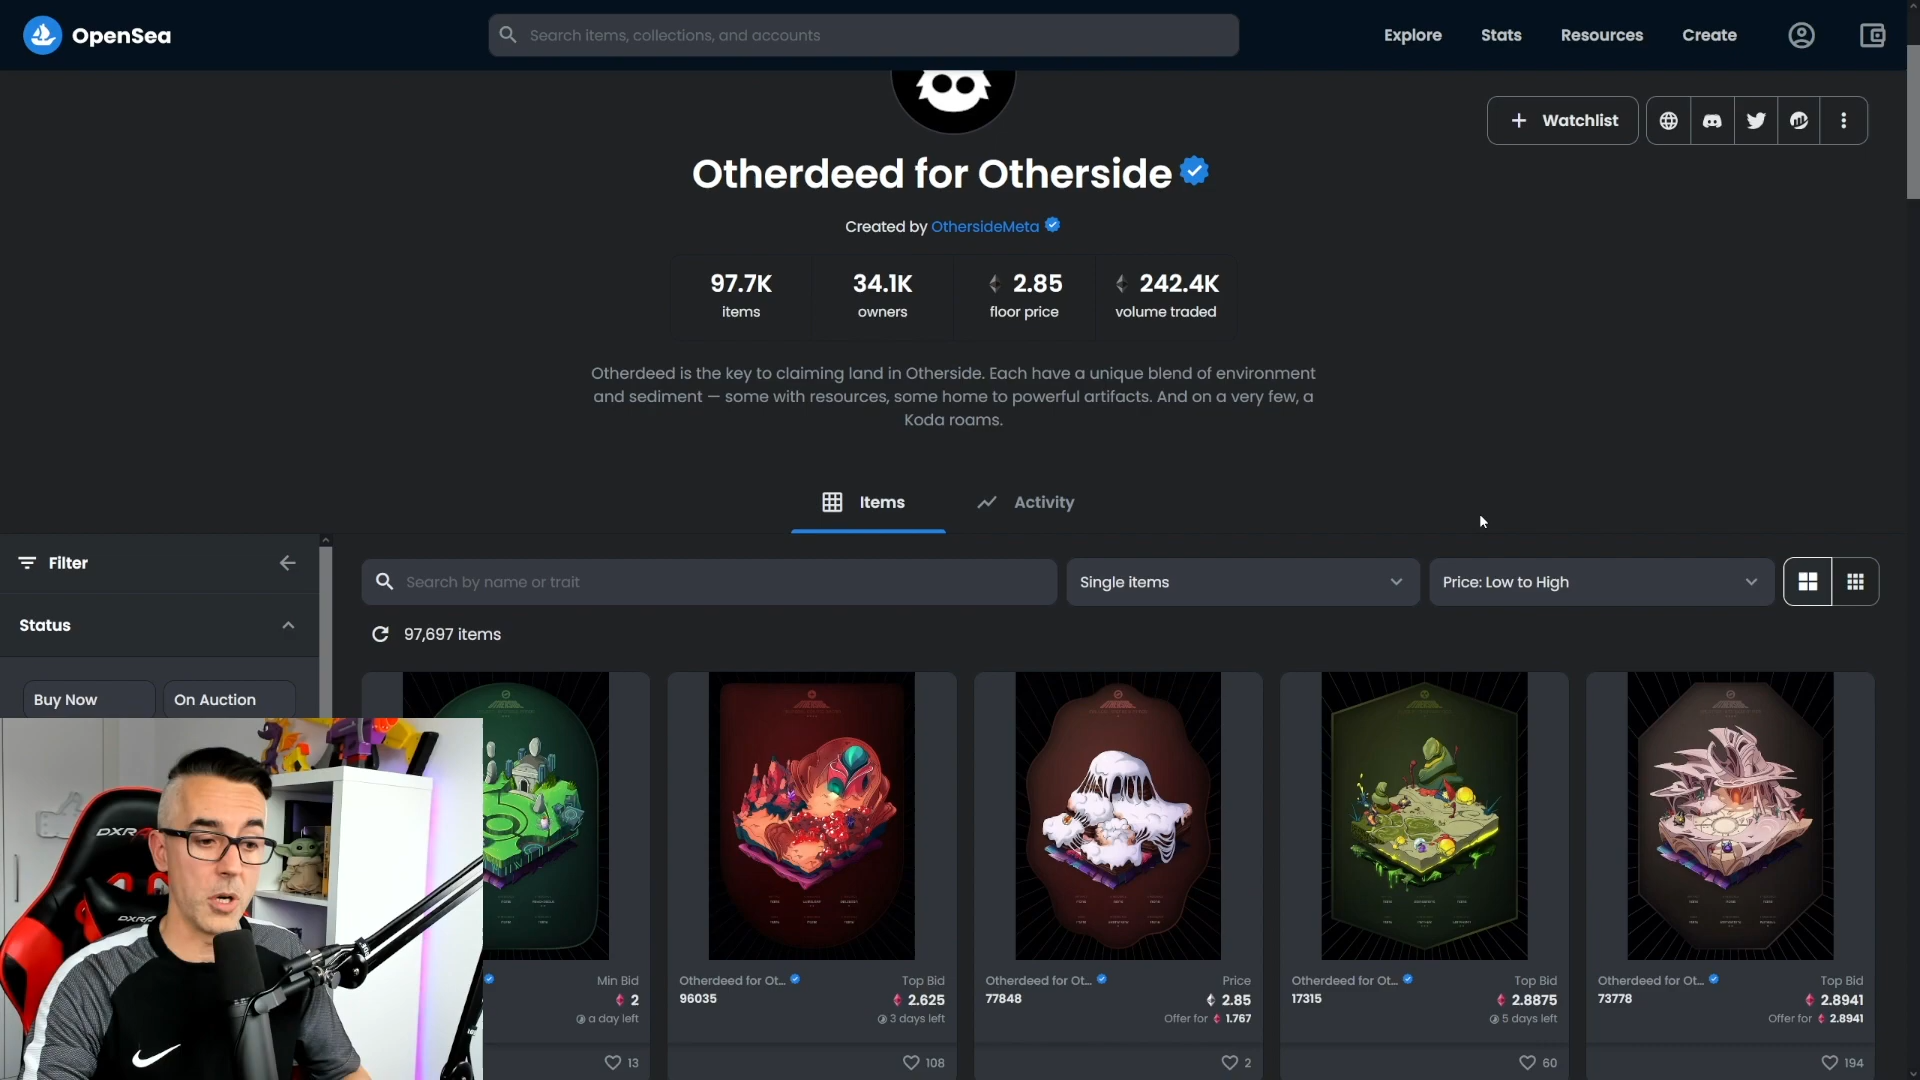 OpenSea
Search items, collections, and accounts
Explore
Stats
Resources
Create
+ Watchlist
Otherdeed for Otherside
Created by OthersideMeta
97.7K
34.1K
2.85
242.4K
items
owners
floor price
volume traded
Otherdeed is the key to claiming land in Otherside. Each have a unique blend of environment
and sediment — some with resources, some home to powerful artifacts. And on a very few, a
Koda roams.
Items
Activity
Filter
Search by name or trait
Single items
Price: Low to High
Status
97,697 items
Buy Now
On Auction
Min Bid
2
a day left
13
Otherdeed for Ot...
Top Bid
96035
2.625
3 days left
108
Otherdeed for Ot...
Price
77848
2.85
Offer for 1.767
2
Otherdeed for Ot...
Top Bid
17315
2.8875
5 days left
60
Otherdeed for Ot...
Top Bid
73778
2.8941
Offer for 2.8941
194